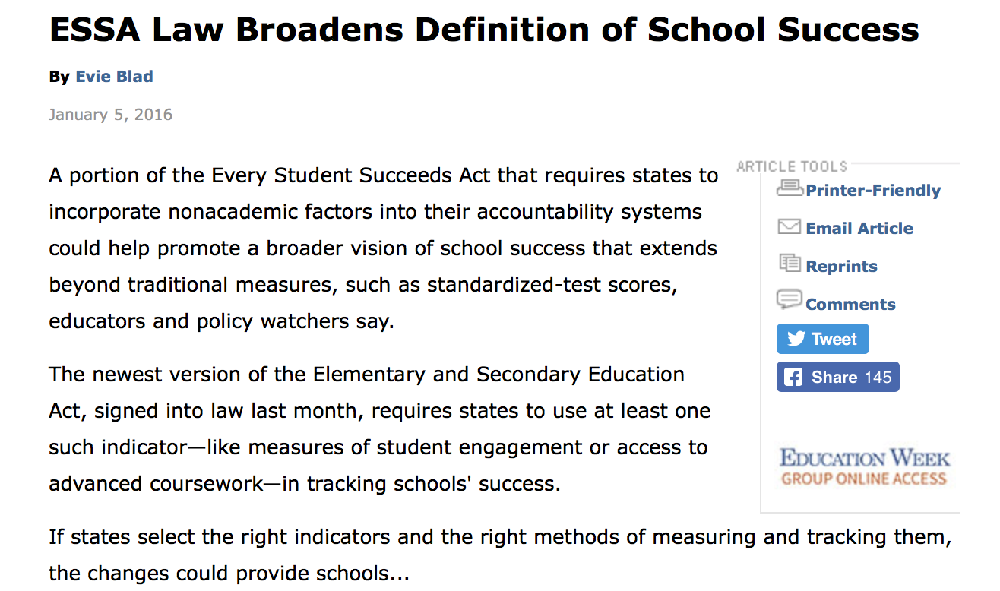 ESSA Law Broadens Definition of School Success
By Evie Blad
January 5, 2016
A portion of the Every Student Succeeds Act that requires states to
incorporate nonacademic factors into their accountability systems
could help promote a broader vision of school success that extends
beyond traditional measures, such as standardized-test scores,
educators and policy watchers say.
The newest version of the Elementary and Secondary Education
Act, signed into law last month, requires states to use at least one
such indicator—like measures of student engagement or access to
advanced coursework—in tracking schools' success.
If states select the right indicators and the right methods of measuring and tracking them,
the changes could provide schools...
ARTICLE TOOLS
Printer-Friendly
Email Article
Reprints
Comments
Tweet
Share 145
EDUCATION WEEK
GROUP ONLINE ACCESS